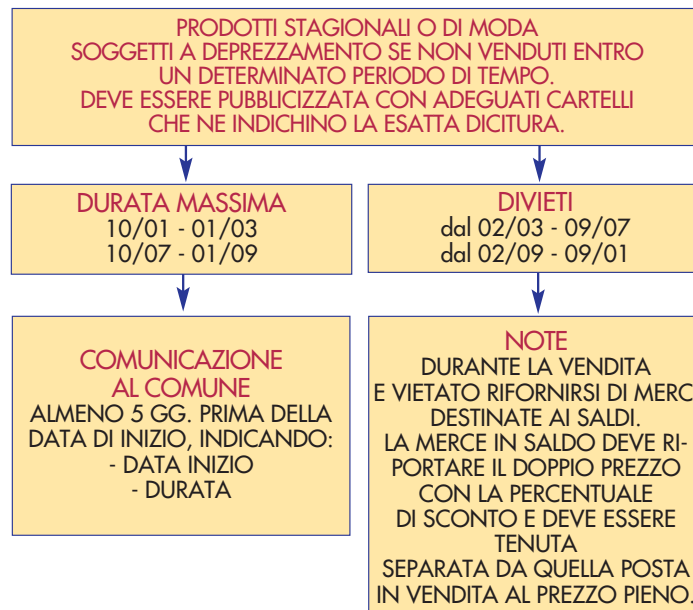 PRODOTTI STAGIONALI O DI MODA
SOGGETTI A DEPREZZAMENTO SE NON VENDUTI ENTRO
UN DETERMINATO PERIODO DI TEMPO.
DEVE ESSERE PUBBLICIZZATA CON ADEGUATI CARTELLI
CHE NE INDICHINO LA ESATTA DICITURA.
DURATA MASSIMA
10/01 - 01/03
10/07 - 01/09
DIVIETI
dal 02/03 - 09/07
dal 02/09 - 09/01
COMUNICAZIONE
AL COMUNE
ALMENO 5 GG. PRIMA DELLA
DATA DI INIZIO, INDICANDO:
- DATA INIZIO
- DURATA
NOTE
DURANTE LA VENDITA
E VIETATO RIFORNIRSI DI MERC
DESTINATE AI SALDI.
LA MERCE IN SALDO DEVE RI-
PORTARE IL DOPPIO PREZZO
CON LA PERCENTUALE
DI SCONTO E DEVE ESSERE
TENUTA
SEPARATA DA QUELLA POSTA
IN VENDITA AL PREZZO PIENO.